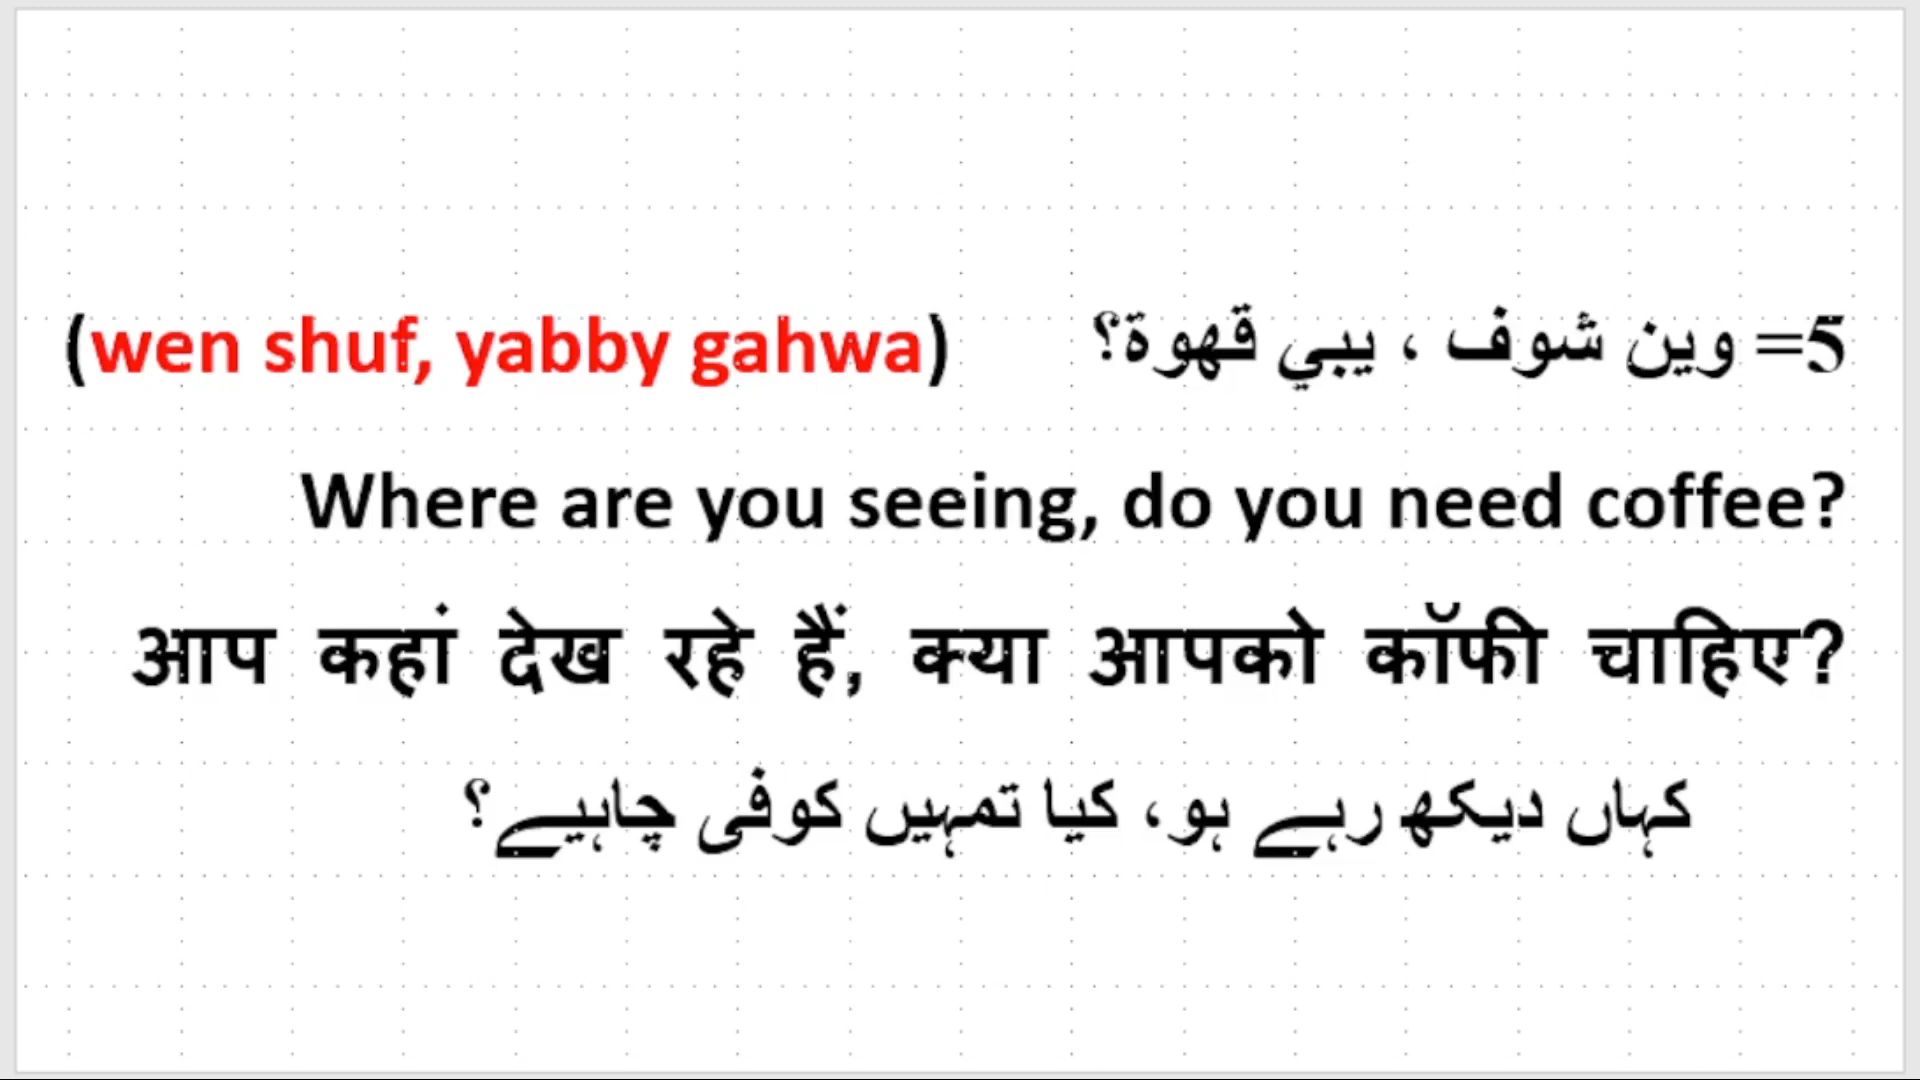 5= وين شوف ، يبي قهوة؟ (wen shuf, yabby gahwa)
Where are you seeing, do you need coffee?
आप कहां देख रहे हैं, क्या आपको कॉफी चाहिए?
کہاں دیکھ رہے ہو، کیا تمہیں کوفی چاہیے؟